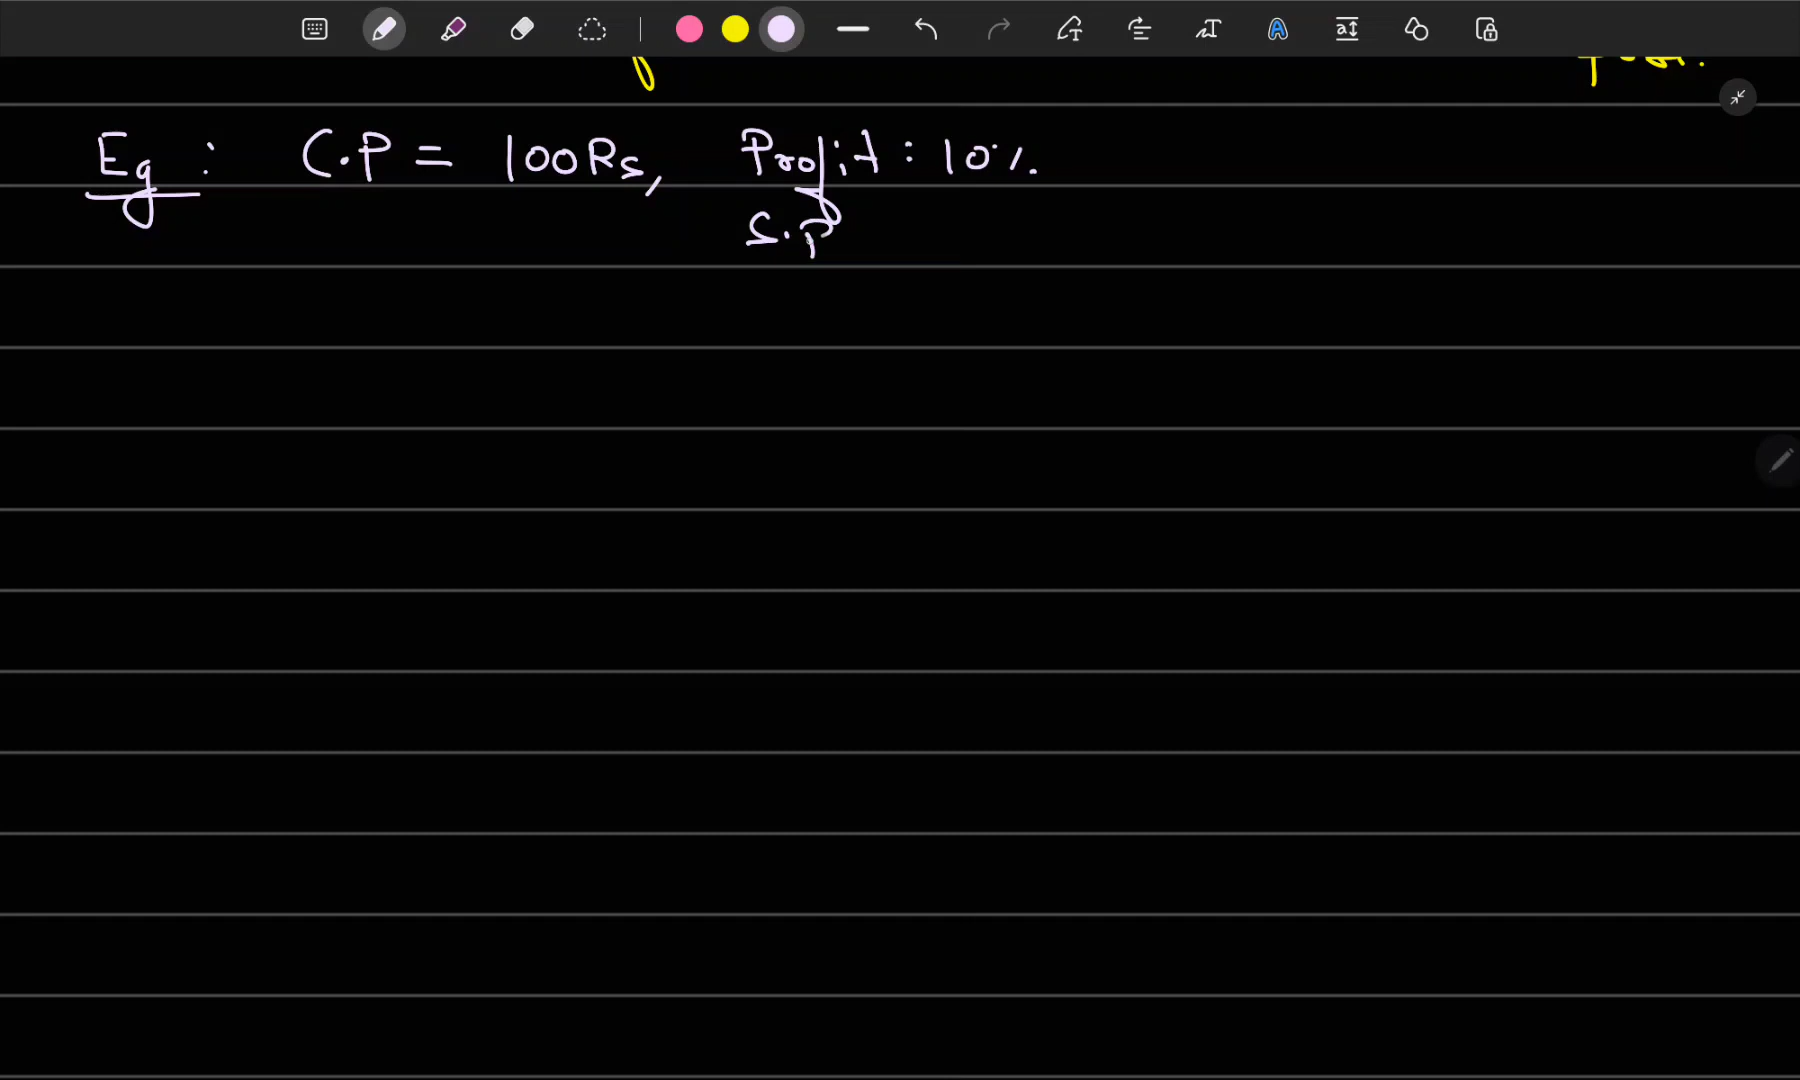 Eg : C.P = 100Rs, Profit : 10%.
S.P